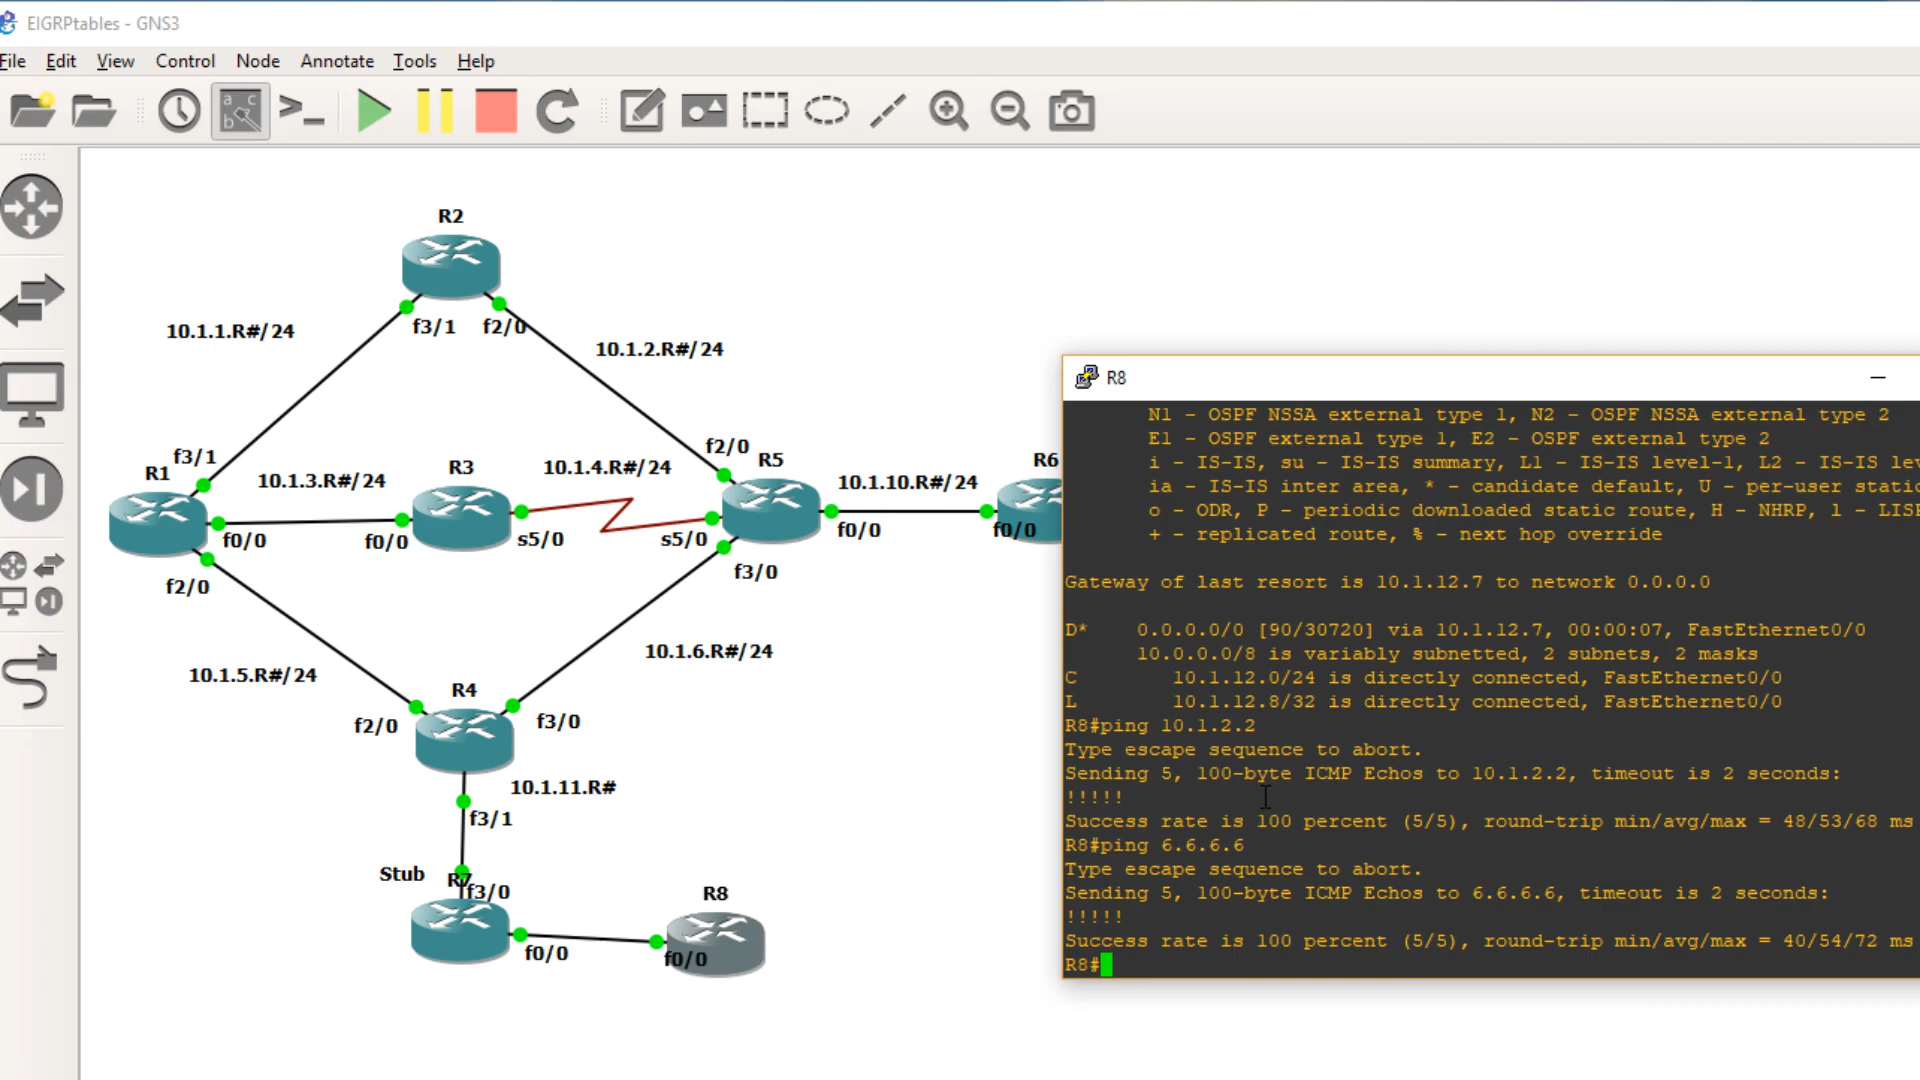 EIGRPtables - GNS3
File Edit View Control Node Annotate Tools Help
R2
10.1.1.R#/24
f3/1 f2/0
10.1.2.R#/24
f3/1
R1
10.1.3.R#/24
R3
10.1.4.R#/24
f2/0
R5
10.1.10.R#/24
R6
f0/0
f0/0
s5/0
s5/0
f0/0
f0/0
f2/0
f3/0
10.1.5.R#/24
10.1.6.R#/24
R4
f2/0
f3/0
10.1.11.R#
f3/1
Stub
R7
f3/0
R8
f0/0
f0/0
R8
N1 - OSPF NSSA external type 1, N2 - OSPF NSSA external type 2
E1 - OSPF external type 1, E2 - OSPF external type 2
i - IS-IS, su - IS-IS summary, L1 - IS-IS level-1, L2 - IS-IS lev
ia - IS-IS inter area, * - candidate default, U - per-user static
o - ODR, P - periodic downloaded static route, H - NHRP, l - LISP
+ - replicated route, % - next hop override
Gateway of last resort is 10.1.12.7 to network 0.0.0.0
D* 0.0.0.0/0 [90/30720] via 10.1.12.7, 00:00:07, FastEthernet0/0
10.0.0.0/8 is variably subnetted, 2 subnets, 2 masks
C 10.1.12.0/24 is directly connected, FastEthernet0/0
L 10.1.12.8/32 is directly connected, FastEthernet0/0
R8#ping 10.1.2.2
Type escape sequence to abort.
Sending 5, 100-byte ICMP Echos to 10.1.2.2, timeout is 2 seconds:
!!!!!
Success rate is 100 percent (5/5), round-trip min/avg/max = 48/53/68 ms
R8#ping 6.6.6.6
Type escape sequence to abort.
Sending 5, 100-byte ICMP Echos to 6.6.6.6, timeout is 2 seconds:
!!!!!
Success rate is 100 percent (5/5), round-trip min/avg/max = 40/54/72 ms
R8#